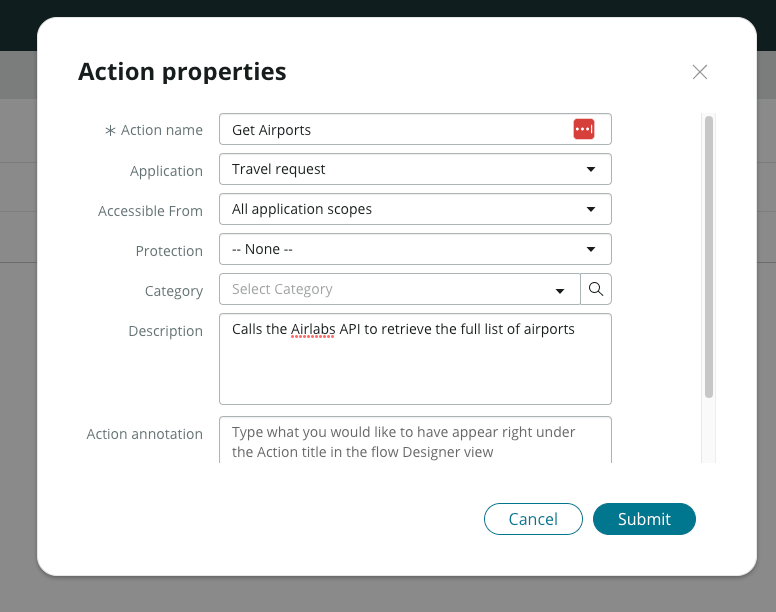 Action properties
* Action name
Get Airports
Application
Travel request
Accessible From
All application scopes
Protection
-- None --
Category
Select Category
Description
Calls the Airlabs API to retrieve the full list of airports
Action annotation
Type what you would like to have appear right under
the Action title in the flow Designer view
Cancel
Submit